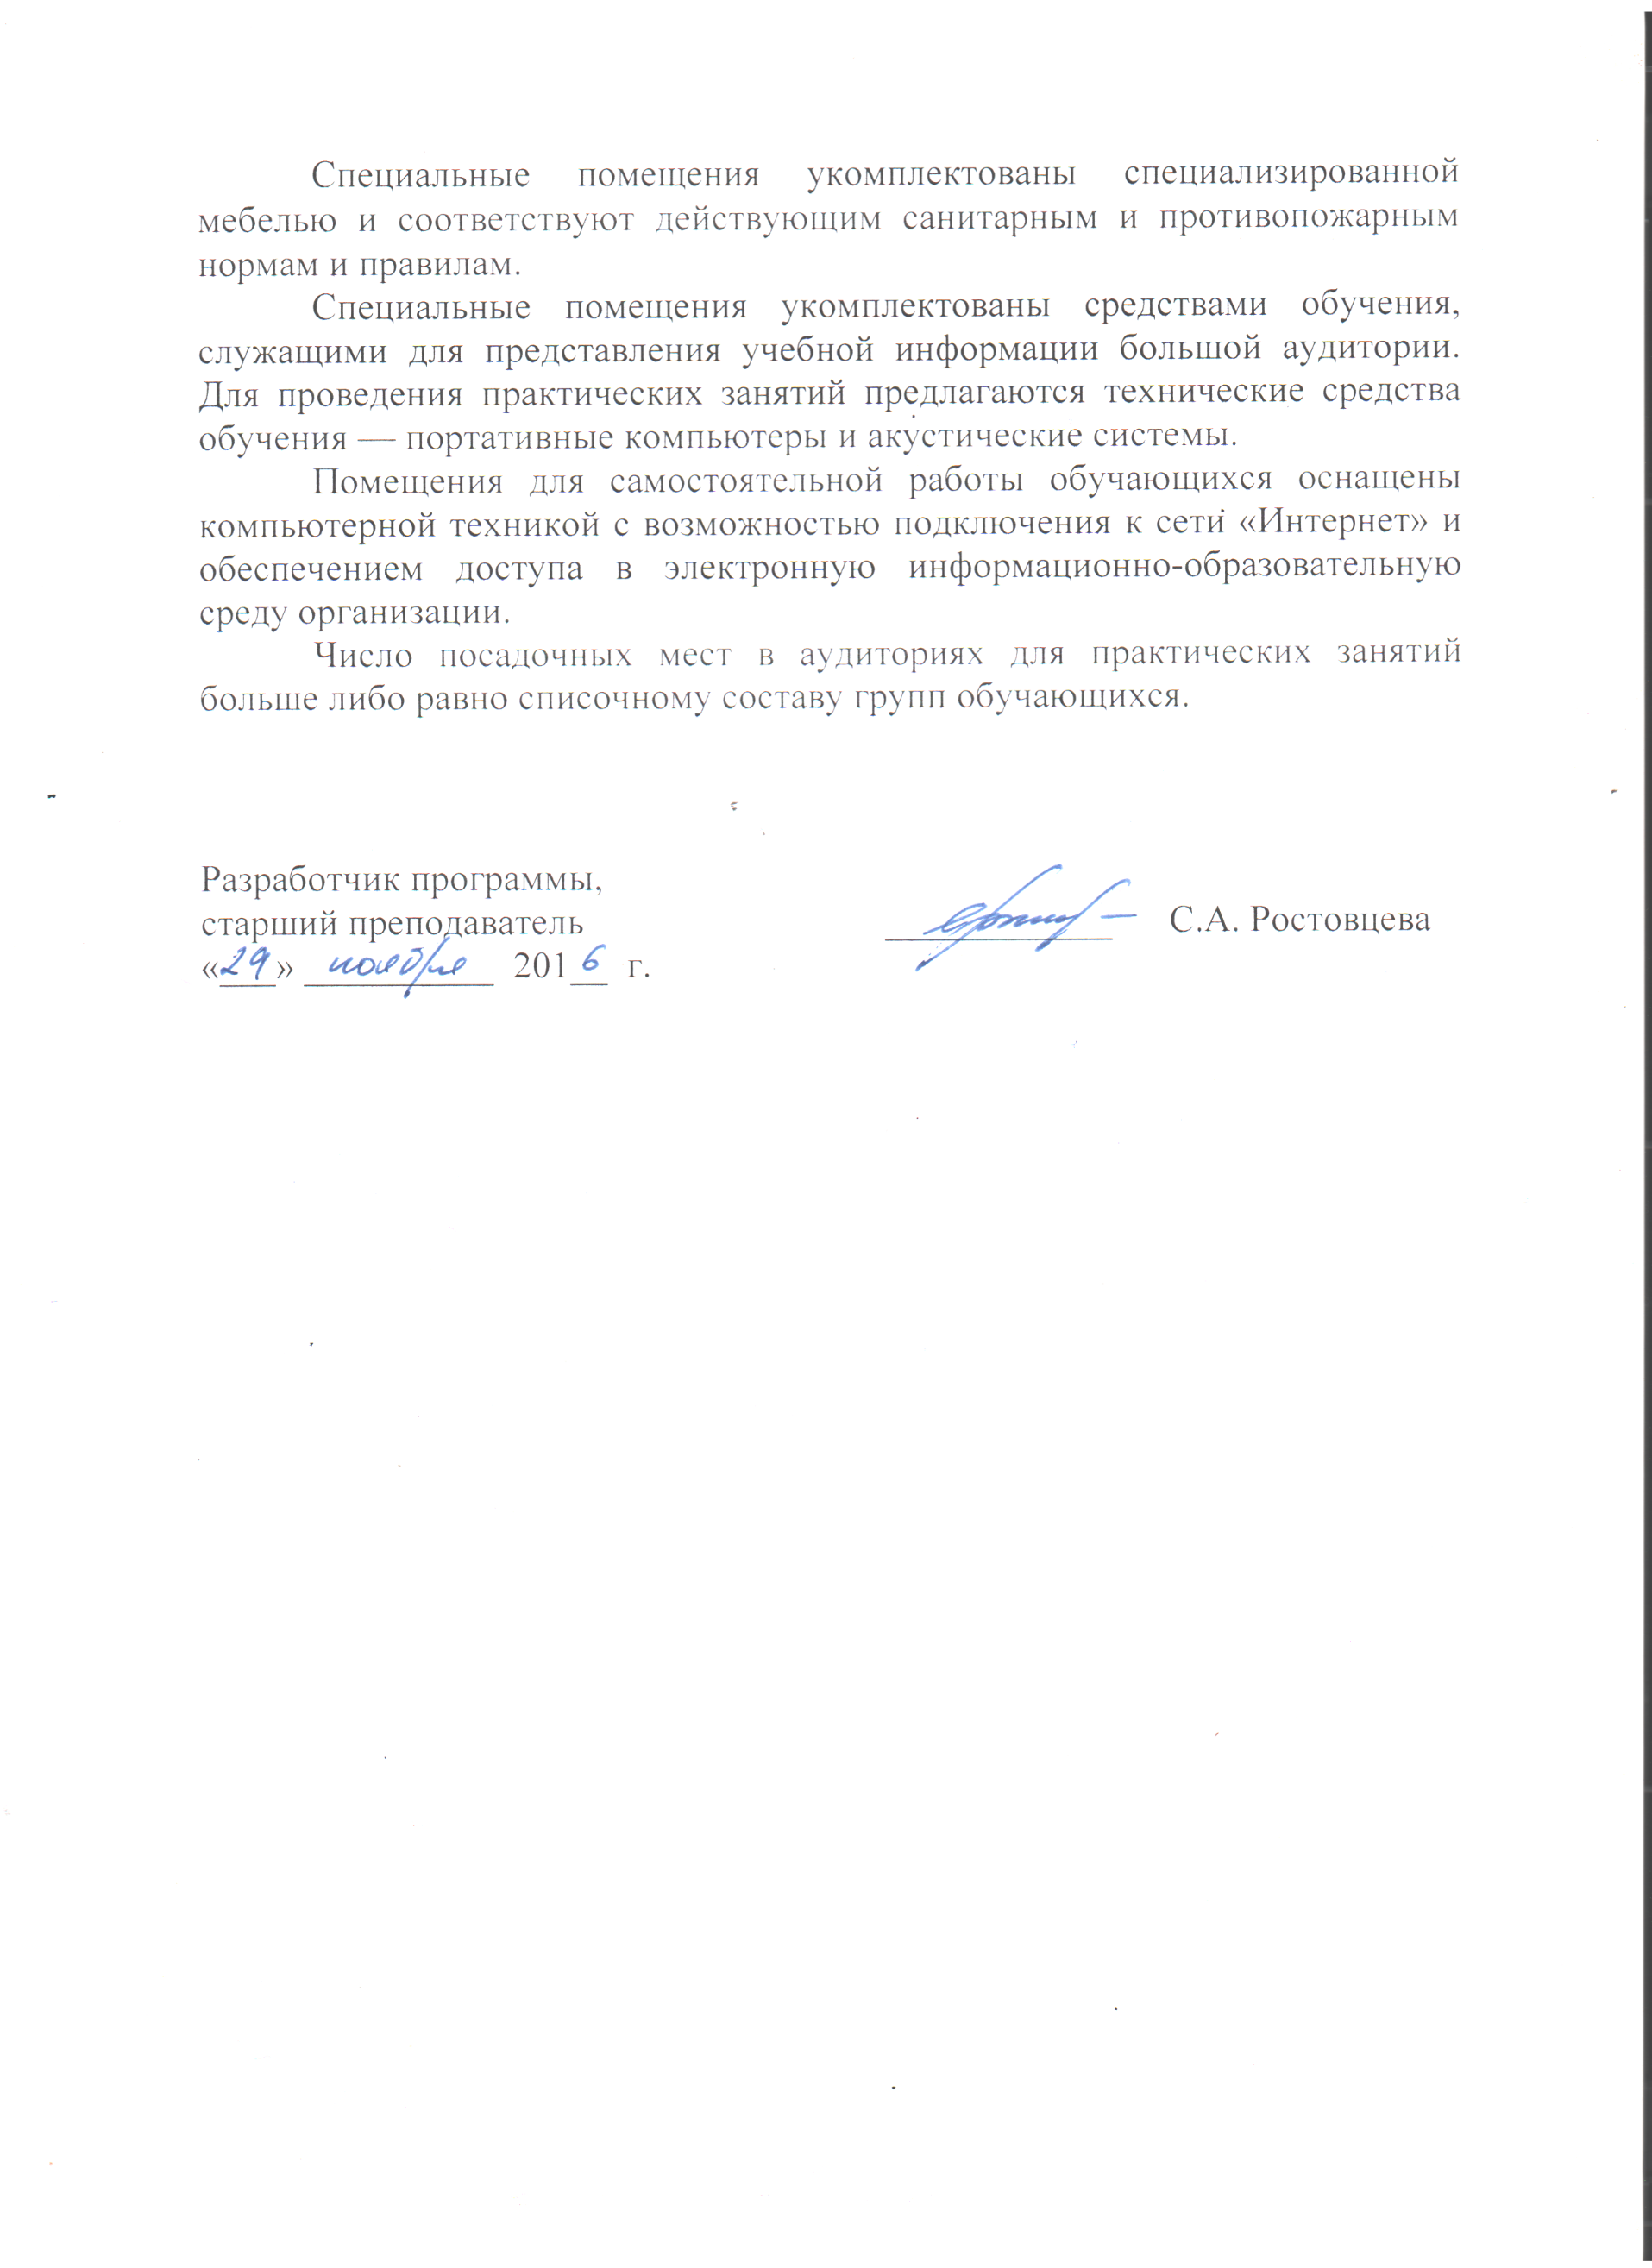 Специальные помещения укомплектованы специализированной
мебелью и соответствуют действующим санитарным и противопожарным
нормам и правилам.
Специальные помещения укомплектованы средствами обучения,
служащими для представления учебной информации большой аудитории.
Для проведения практических занятий предлагаются технические средства
обучения — портативные компьютеры и акустические системы.
Помещения для самостоятельной работы обучающихся оснащены
компьютерной техникой с возможностью подключения к сети «Интернет» и
обеспечением доступа в электронную информационно-образовательную
среду организации.
Число посадочных мест в аудиториях для практических занятий
больше либо равно списочному составу групп обучающихся.
Разработчик программы,
старший преподаватель С.А. Ростовцева
«29» ноября 2016 г.